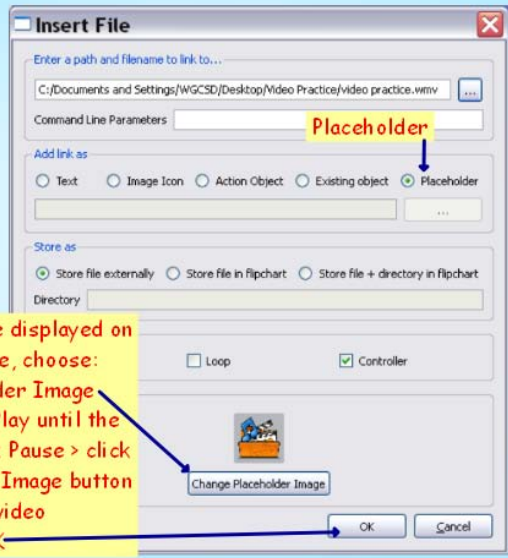 Insert File
Enter a path and filename to link to...
C:/Documents and Settings/WGCSD/Desktop/Video Practice/video practice.wmv ...
Command Line Parameters
Placeholder
Add link as
Text Image Icon Action Object Existing object Placeholder
...
Store as
Store file externally Store file in flipchart Store file + directory in flipchart
Directory
e displayed on
e, choose:
der Image
lay until the
Pause > click
Image button
video
Loop Controller
Change Placeholder Image
OK Cancel